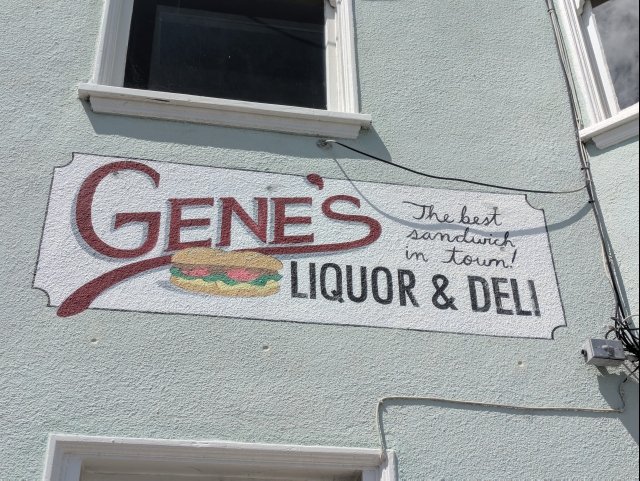 GENE'S
The best
sandwich
in town!
LIQUOR & DELI